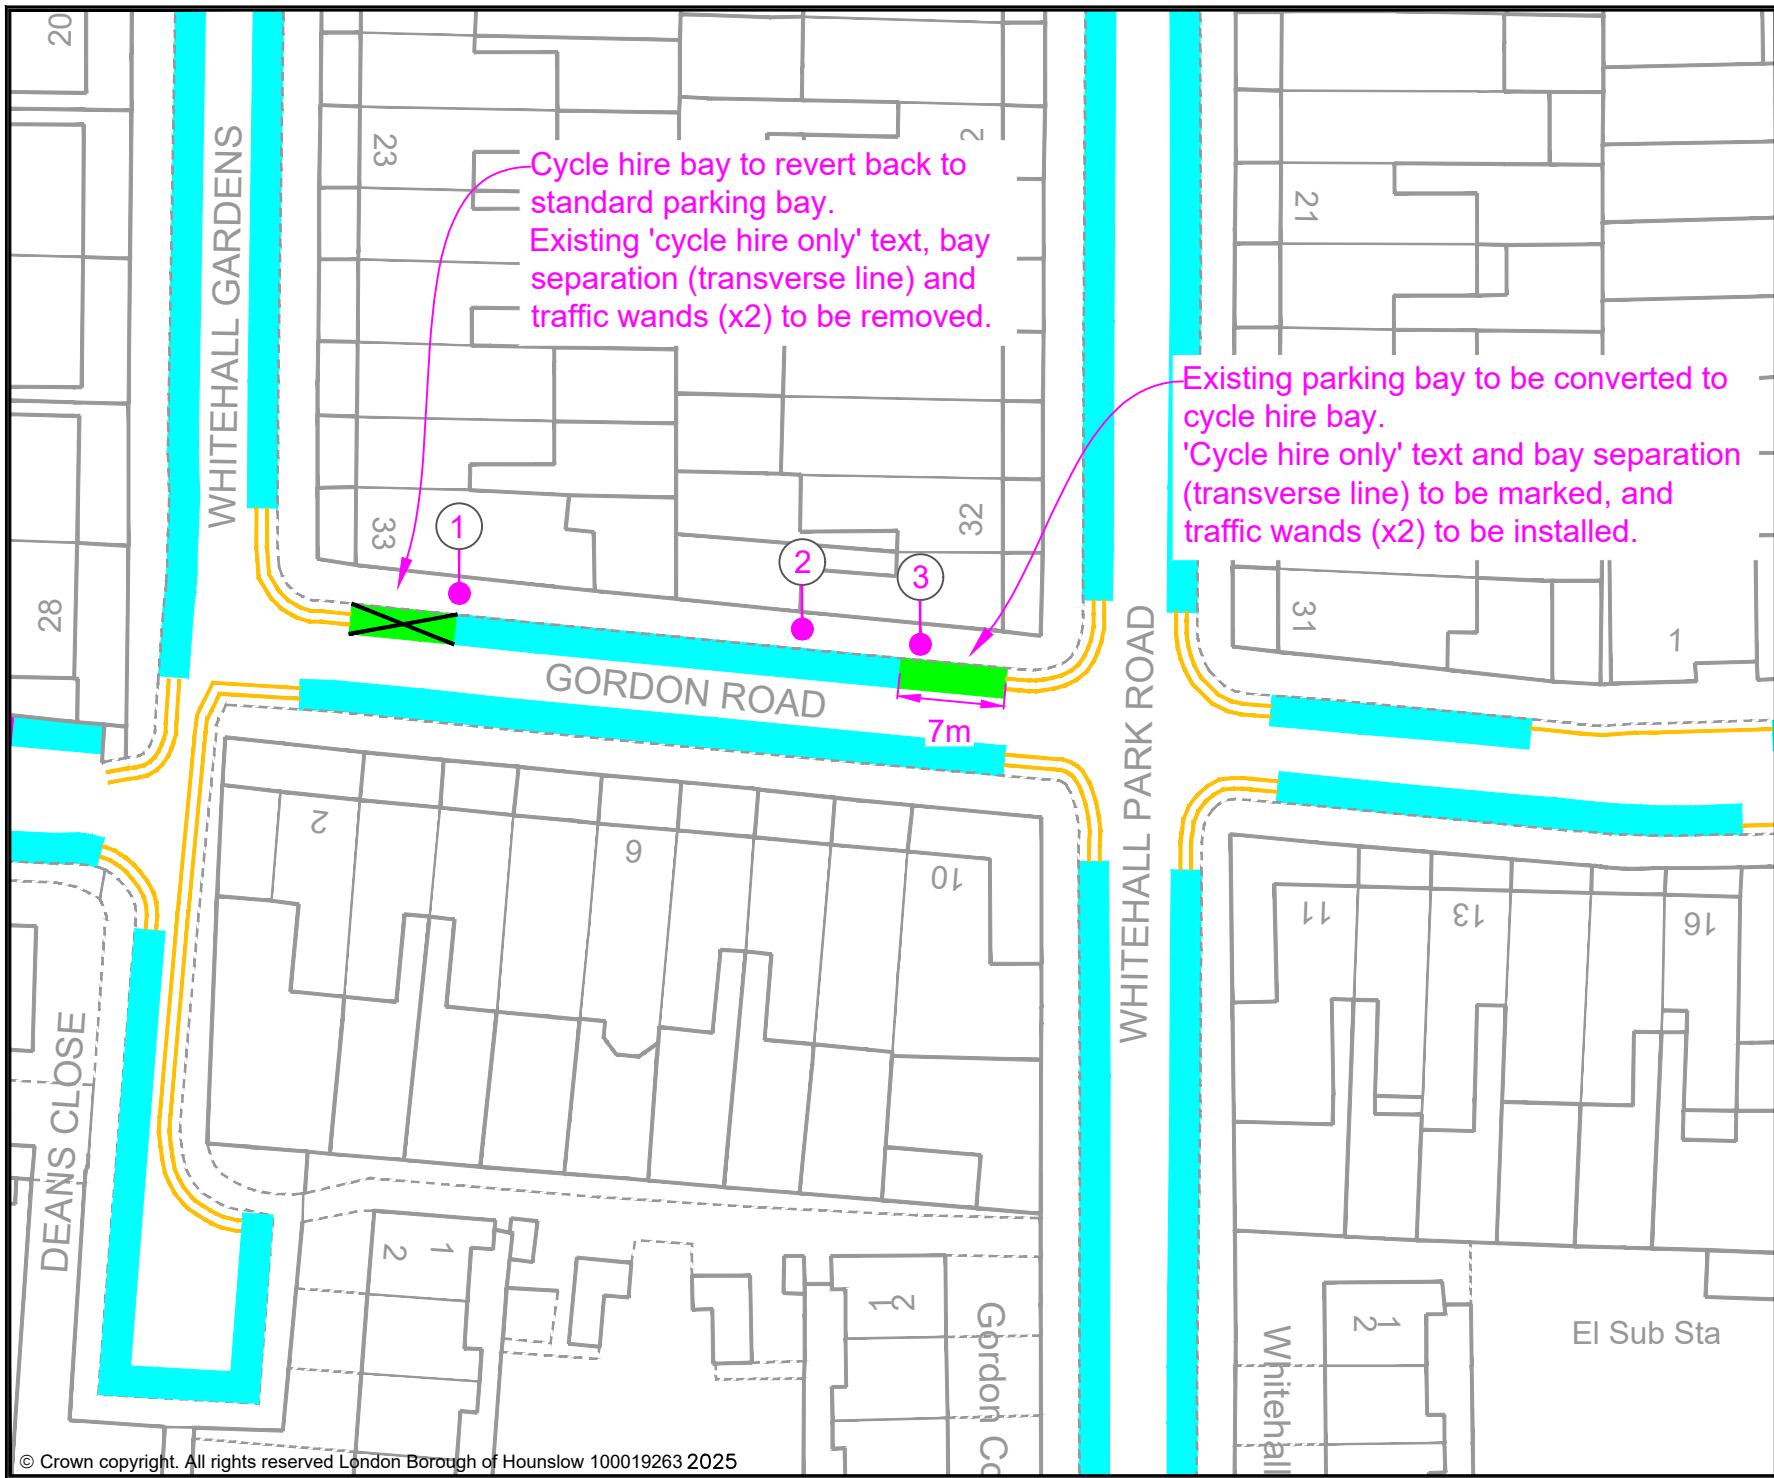 20
WHITEHALL GARDENS
23
2
Cycle hire bay to revert back to
standard parking bay.
Existing 'cycle hire only' text, bay
separation (transverse line) and
traffic wands (x2) to be removed.
21
Existing parking bay to be converted to
cycle hire bay.
'Cycle hire only' text and bay separation
(transverse line) to be marked, and
traffic wands (x2) to be installed.
33
1
2
3
32
28
31
1
GORDON ROAD
7m
WHITEHALL PARK ROAD
2
6
10
11
13
16
DEANS CLOSE
2
1
1
2
Gordon Co
Whitehall
2
1
El Sub Sta
© Crown copyright. All rights reserved London Borough of Hounslow 100019263 2025